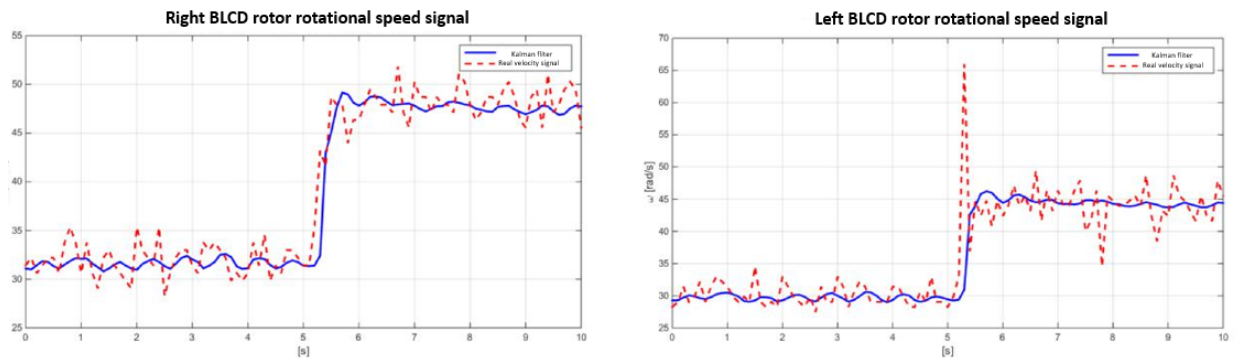 Right BLCD rotor rotational speed signal
55
50
45
40
35
30
25
0 1 2 3 4 5 6 7 8 9 10
[s]
Kalman filter
Real velocity signal
Left BLCD rotor rotational speed signal
70
65
60
55
50
45
40
35
30
25
0 1 2 3 4 5 6 7 8 9 10
[s]
ω [rad/s]
Kalman filter
Real velocity signal